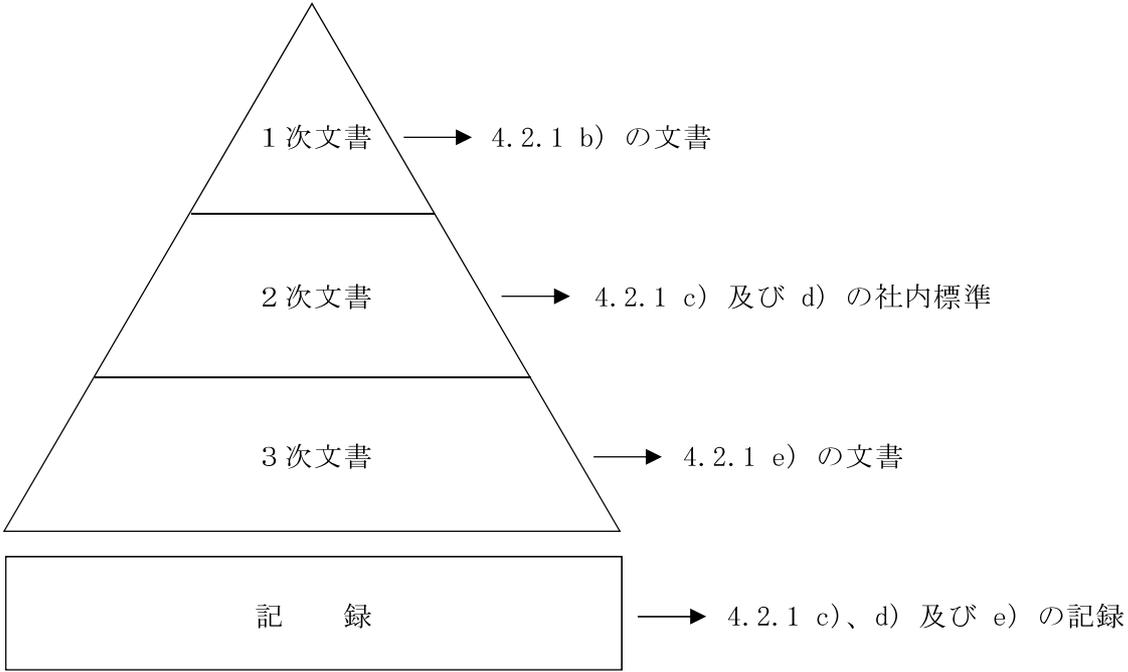 1次文書 → 4.2.1 b) の文書
2次文書 → 4.2.1 c) 及び d) の社内標準
3次文書 → 4.2.1 e) の文書
記　録 → 4.2.1 c)、d) 及び e) の記録